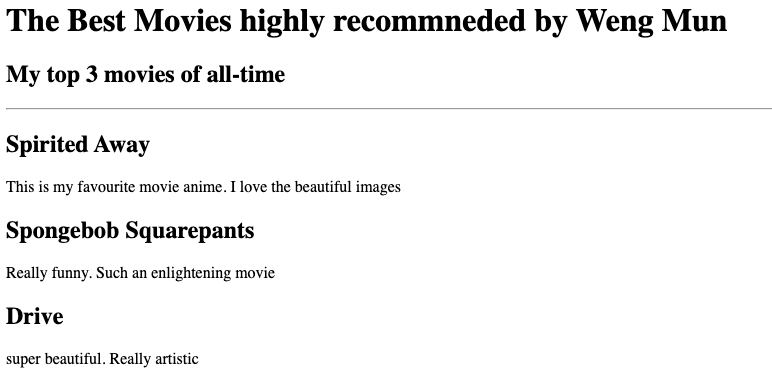 The Best Movies highly recommneded by Weng Mun
My top 3 movies of all-time
Spirited Away
This is my favourite movie anime. I love the beautiful images
Spongebob Squarepants
Really funny. Such an enlightening movie
Drive
super beautiful. Really artistic